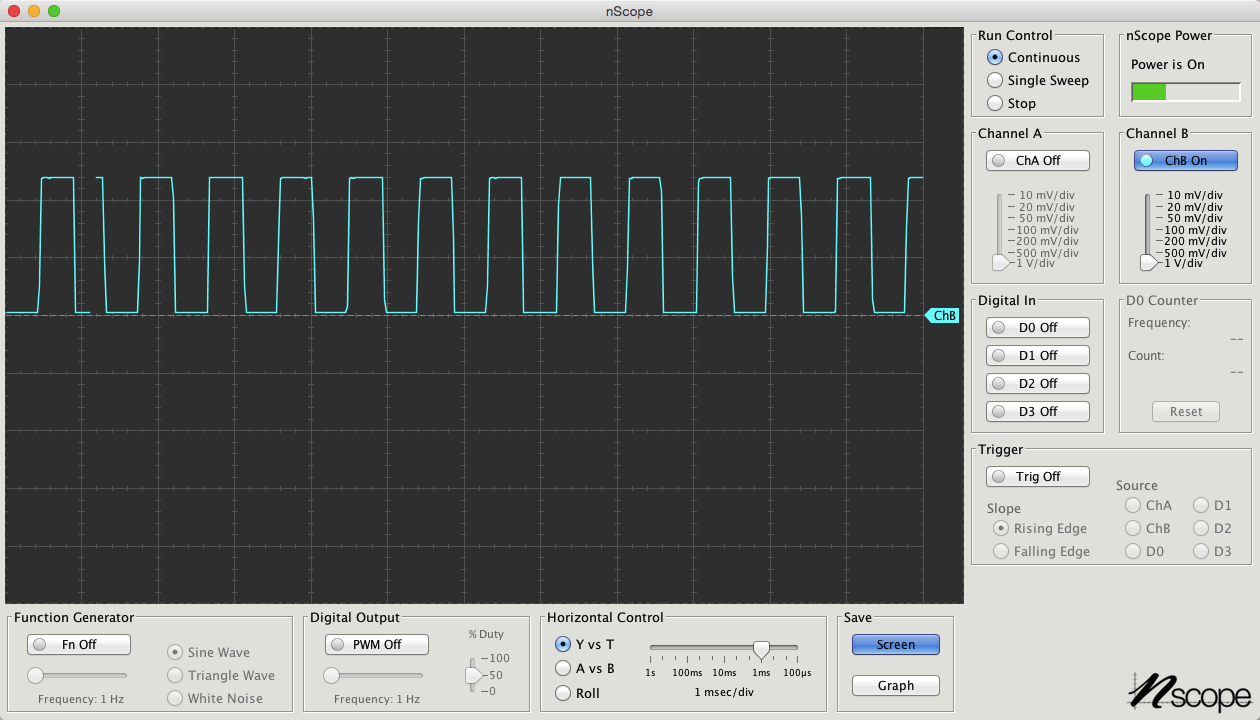 nScope
ChB
Run Control
Continuous
Single Sweep
Stop
nScope Power
Power is On
Channel A
ChA Off
10 mV/div
20 mV/div
50 mV/div
100 mV/div
200 mV/div
500 mV/div
1 V/div
Channel B
ChB On
10 mV/div
20 mV/div
50 mV/div
100 mV/div
200 mV/div
500 mV/div
1 V/div
Digital In
D0 Off
D1 Off
D2 Off
D3 Off
D0 Counter
Frequency:
--
Count:
--
Reset
Trigger
Trig Off
Slope
Rising Edge
Falling Edge
Source
ChA
D1
ChB
D2
D0
D3
Function Generator
Fn Off
Frequency: 1 Hz
Sine Wave
Triangle Wave
White Noise
Digital Output
PWM Off
Frequency: 1 Hz
% Duty
100
50
0
Horizontal Control
Y vs T
A vs B
Roll
1s 100ms 10ms 1ms 100µs
1 msec/div
Save
Screen
Graph
nscope